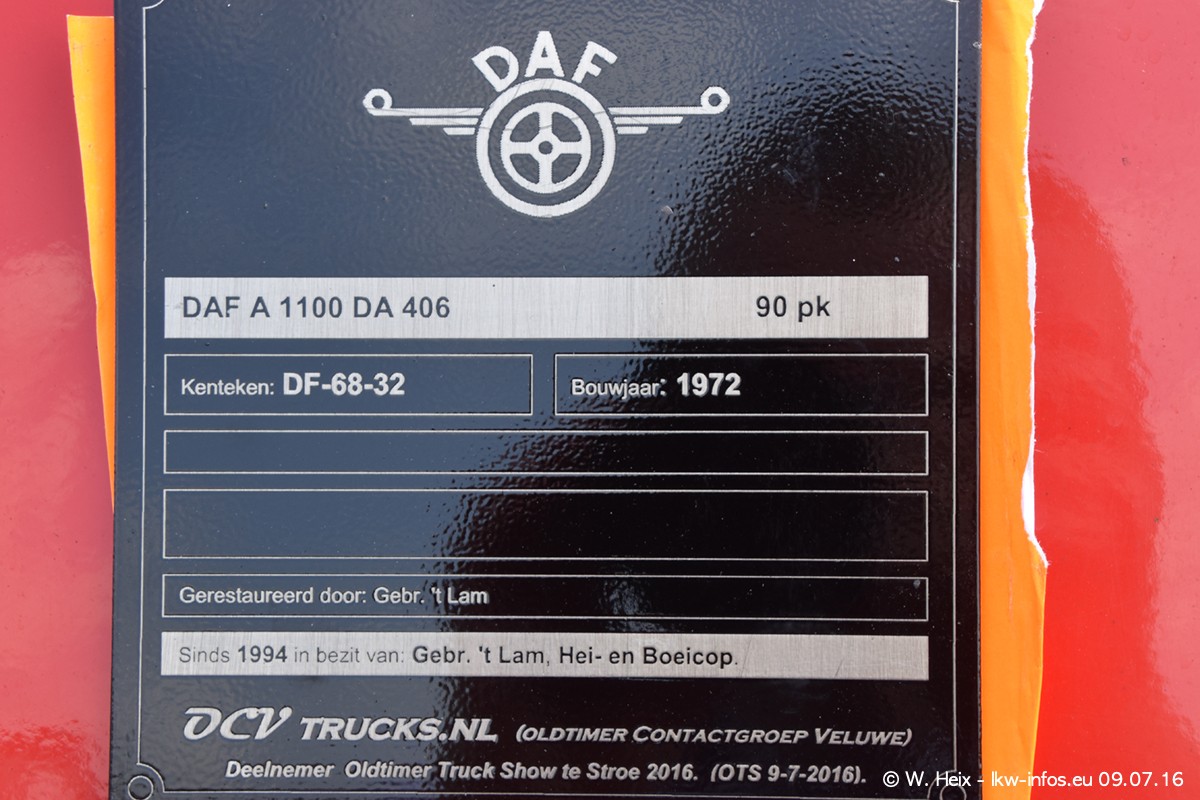 DAF
DAF A 1100 DA 406 90 pk
Kenteken: DF-68-32 Bouwjaar: 1972
Gerestaureerd door: Gebr. 't Lam
Sinds 1994 in bezit van: Gebr. 't Lam, Hei- en Boeicop.
OCV TRUCKS.NL (OLDTIMER CONTACTGROEP VELUWE)
Deelnemer Oldtimer Truck Show te Stroe 2016. (OTS 9-7-2016).
© W. Heix - lkw-infos.eu 09.07.16